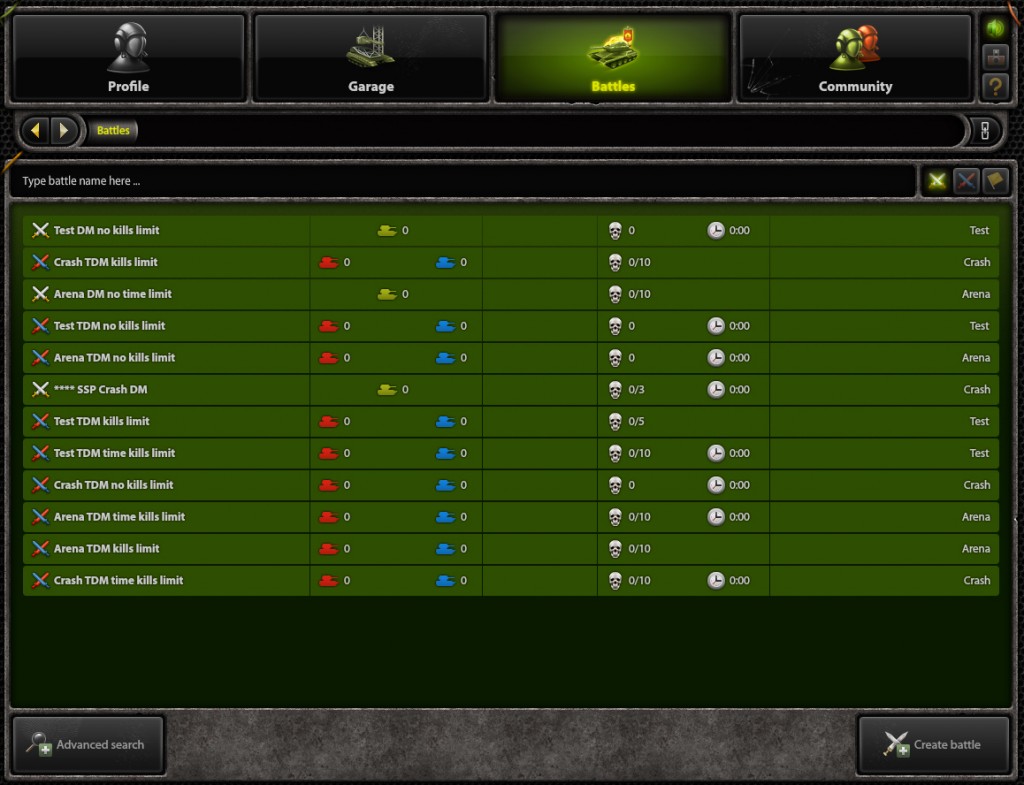 Profile Garage Battles Community
?
Battles
Type battle name here ...
Test DM no kills limit 0 0 0:00 Test
Crash TDM kills limit 0 0 0/10 Crash
Arena DM no time limit 0 0/10 Arena
Test TDM no kills limit 0 0 0 0:00 Test
Arena TDM no kills limit 0 0 0 0:00 Arena
**** SSP Crash DM 0 0/3 0:00 Crash
Test TDM kills limit 0 0 0/5 Test
Test TDM time kills limit 0 0 0/10 0:00 Test
Crash TDM no kills limit 0 0 0 0:00 Crash
Arena TDM time kills limit 0 0 0/10 0:00 Arena
Arena TDM kills limit 0 0 0/10 Arena
Crash TDM time kills limit 0 0 0/10 0:00 Crash
Advanced search Create battle